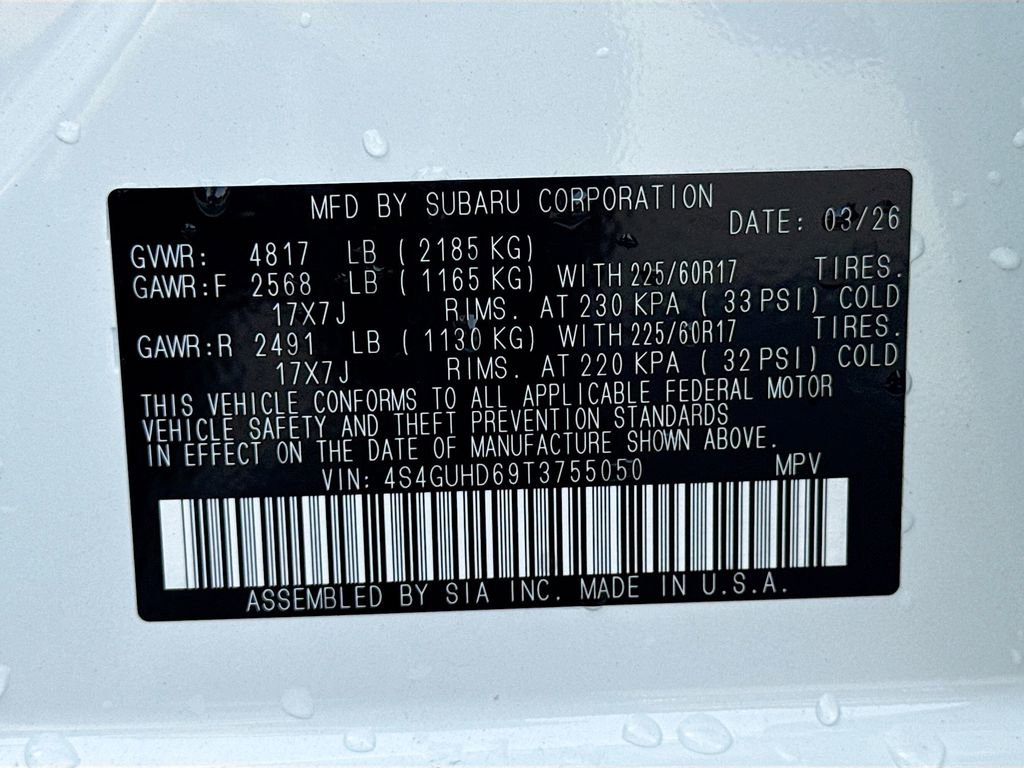 MFD BY SUBARU CORPORATION
DATE: 03/26
GVWR: 4817 LB ( 2185 KG)
GAWR:F 2568 LB ( 1165 KG) WITH 225/60R17 TIRES.
17X7J RIMS. AT 230 KPA ( 33 PSI) COLD
GAWR:R 2491 LB ( 1130 KG) WITH 225/60R17 TIRES.
17X7J RIMS. AT 220 KPA ( 32 PSI) COLD
THIS VEHICLE CONFORMS TO ALL APPLICABLE FEDERAL MOTOR
VEHICLE SAFETY AND THEFT PREVENTION STANDARDS
IN EFFECT ON THE DATE OF MANUFACTURE SHOWN ABOVE.
VIN: 4S4GUHD69T3755050 MPV
ASSEMBLED BY SIA INC. MADE IN U.S.A.